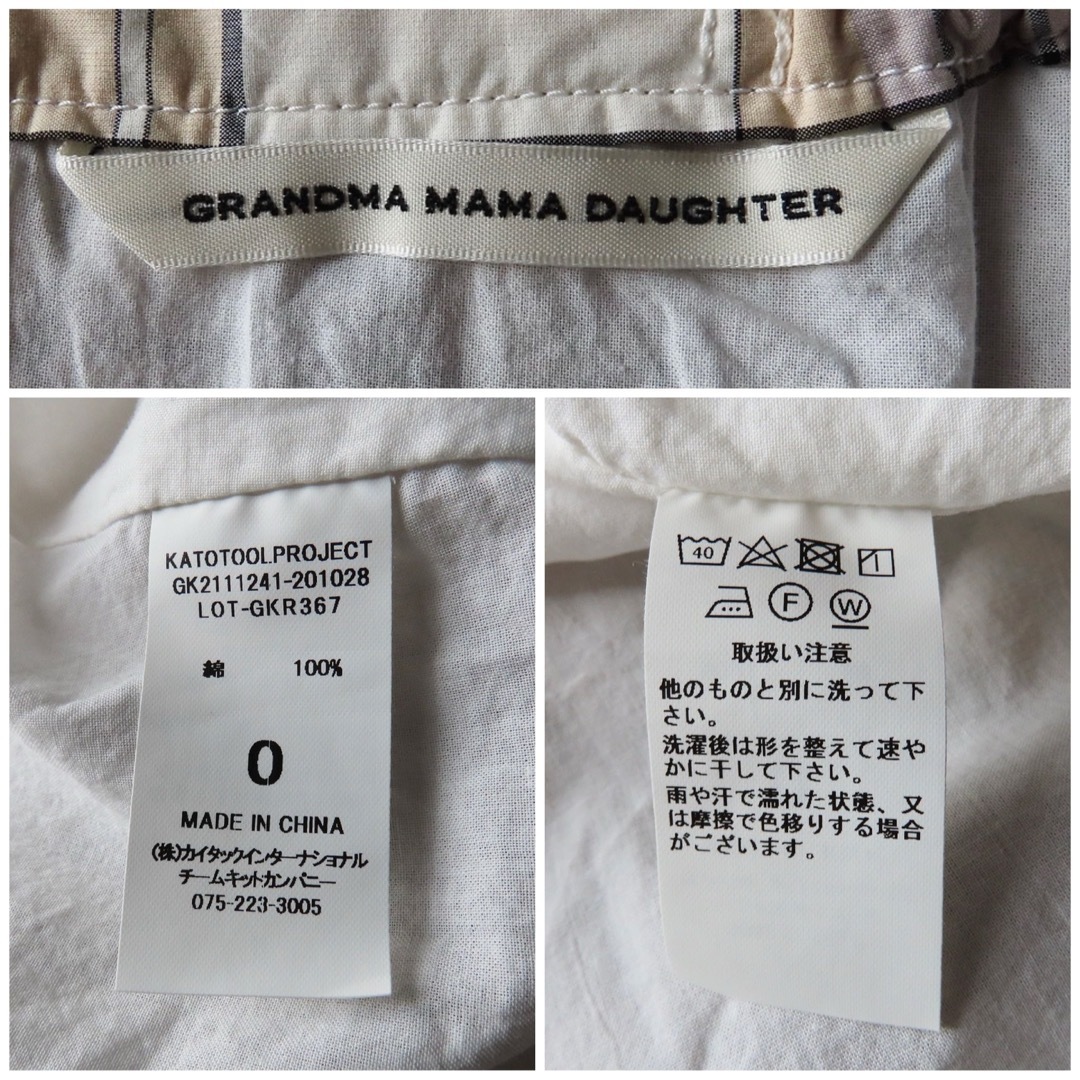 GRANDMA MAMA DAUGHTER
KATOTOOL.PROJECT
GK2111241-201028
LOT-GKR367
綿 100%
0
MADE IN CHINA
(株)カイタックインターナショナル
チームキットカンパニー
075-223-3005
40
F
W
取扱い注意
他のものと別に洗って下
さい。
洗濯後は形を整えて速や
かに干して下さい。
雨や汗で濡れた状態、又
は摩擦で色移りする場合
がございます。